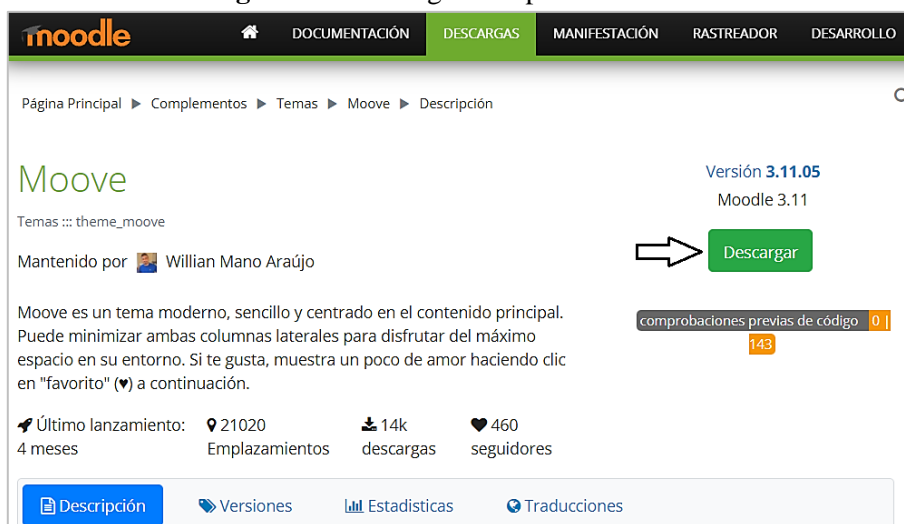 moodle
DOCUMENTACIÓN
DESCARGAS
MANIFESTACIÓN
RASTREADOR
DESARROLLO
Página Principal ▶ Complementos ▶ Temas ▶ Moove ▶ Descripción
Moove
Temas ::: theme_moove
Mantenido por Willian Mano Araújo
Moove es un tema moderno, sencillo y centrado en el contenido principal.
Puede minimizar ambas columnas laterales para disfrutar del máximo
espacio en su entorno. Si te gusta, muestra un poco de amor haciendo clic
en "favorito" (♥) a continuación.
Versión 3.11.05
Moodle 3.11
Descargar
comprobaciones previas de código 0 |
143
Último lanzamiento:
4 meses
21020
Emplazamientos
14k
descargas
460
seguidores
Descripción
Versiones
Estadisticas
Traducciones